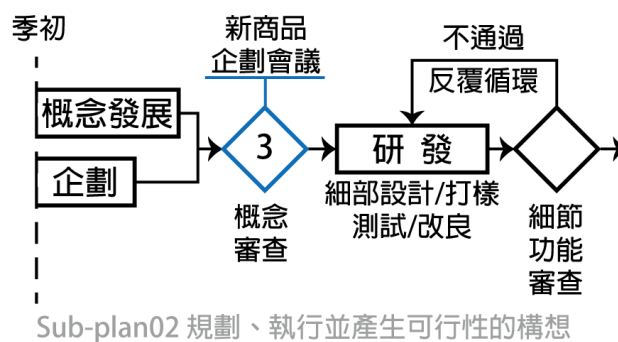 季初
新商品
企劃會議
不通過
反覆循環
概念發展
企劃
3
研 發
概念
審查
細部設計/打樣
測試/改良
細節
功能
審查
Sub-plan02 規劃、執行並產生可行性的構想